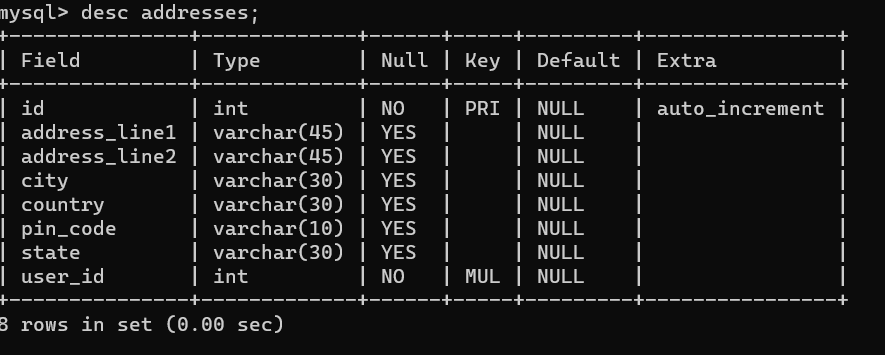 mysql> desc addresses;
+---------------+-------------+------+-----+---------+----------------+
| Field         | Type        | Null | Key | Default | Extra          |
+---------------+-------------+------+-----+---------+----------------+
| id            | int         | NO   | PRI | NULL    | auto_increment |
| address_line1 | varchar(45) | YES  |     | NULL    |                |
| address_line2 | varchar(45) | YES  |     | NULL    |                |
| city          | varchar(30) | YES  |     | NULL    |                |
| country       | varchar(30) | YES  |     | NULL    |                |
| pin_code      | varchar(10) | YES  |     | NULL    |                |
| state         | varchar(30) | YES  |     | NULL    |                |
| user_id       | int         | NO   | MUL | NULL    |                |
+---------------+-------------+------+-----+---------+----------------+
8 rows in set (0.00 sec)